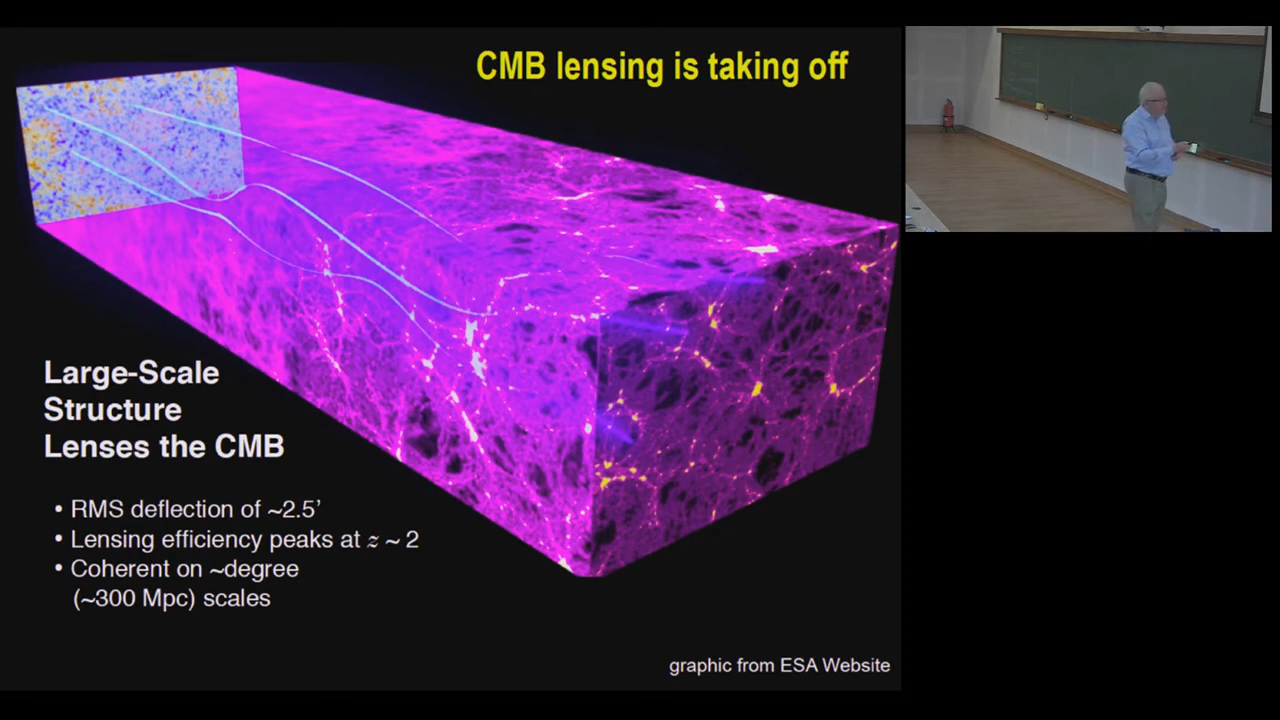 CMB lensing is taking off
Large-Scale
Structure
Lenses the CMB
• RMS deflection of ~2.5’
• Lensing efficiency peaks at z ~ 2
• Coherent on ~degree
(~300 Mpc) scales
graphic from ESA Website